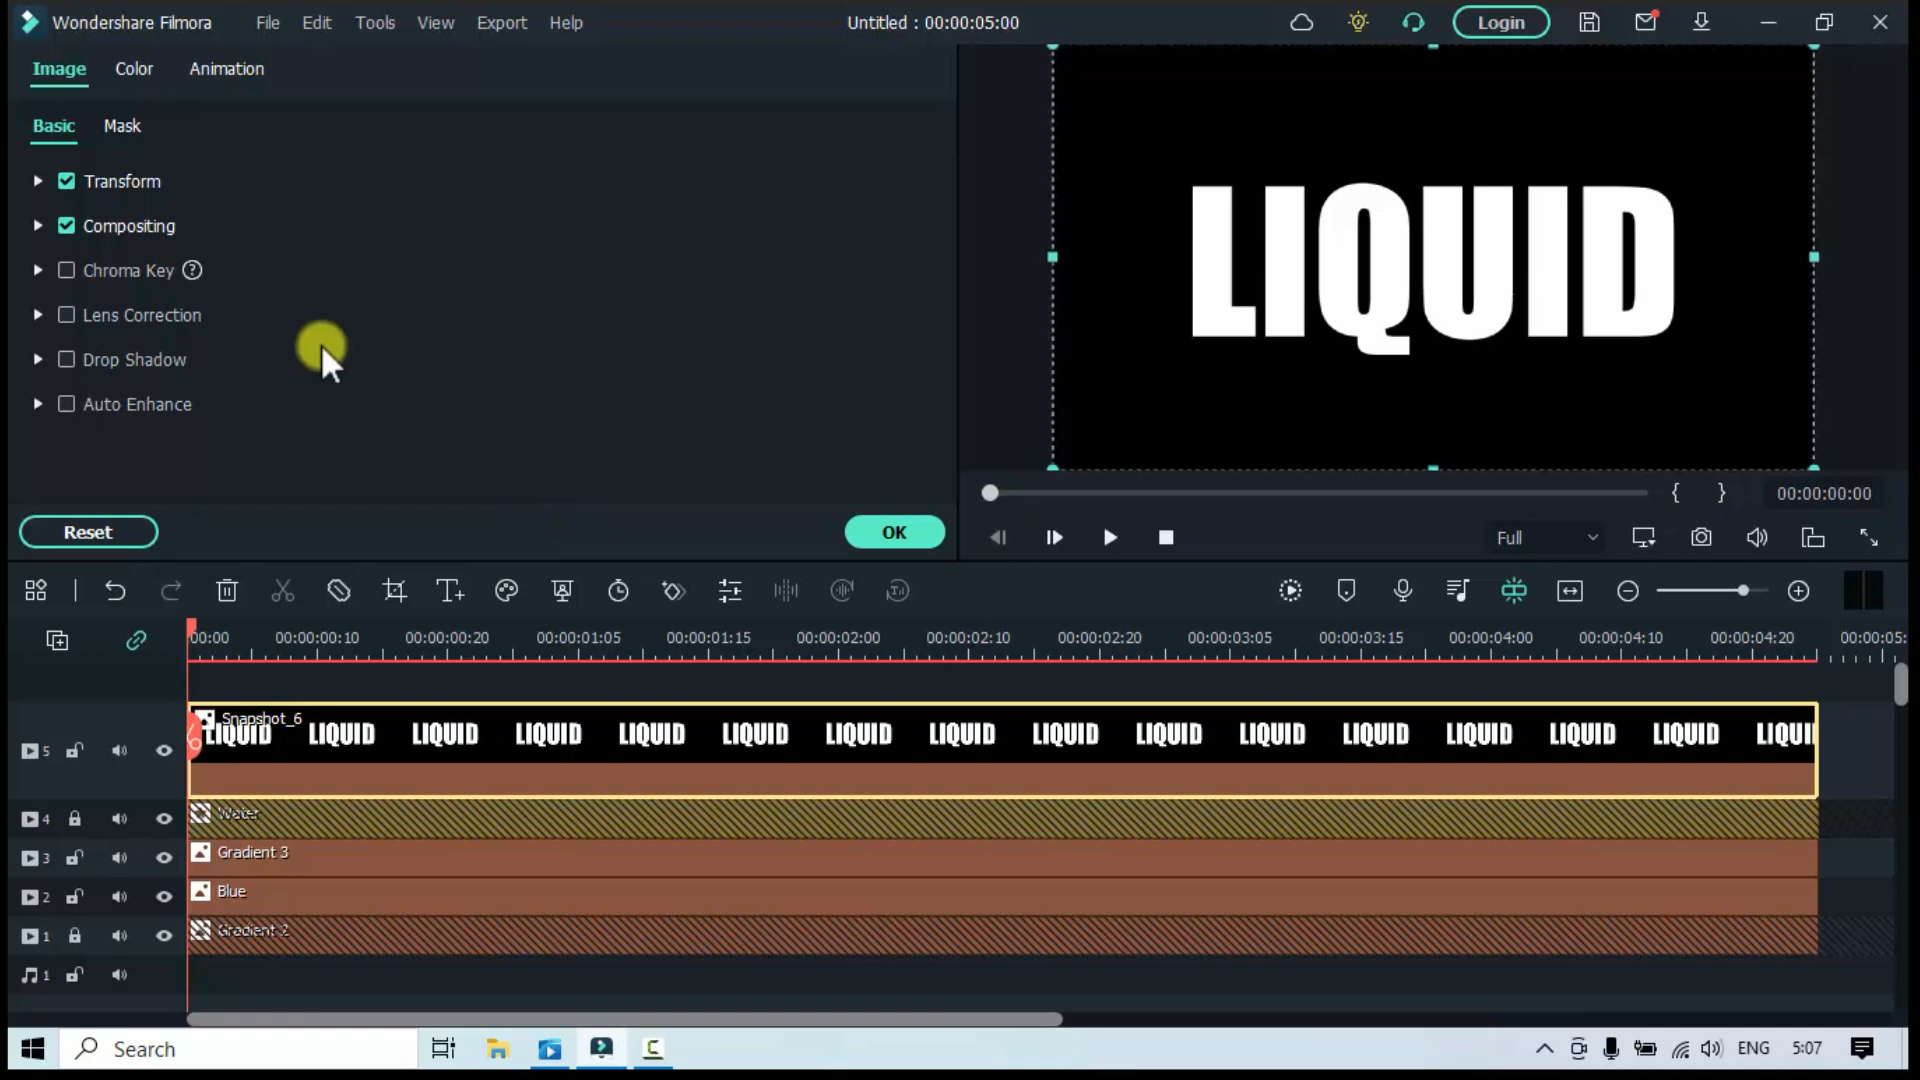 Wondershare Filmora File Edit Tools View Export Help Untitled : 00:00:05:00 Login
Image Color Animation
Basic Mask
Transform
Compositing
Chroma Key ?
Lens Correction
Drop Shadow
Auto Enhance
Reset OK
LIQUID
{ } 00:00:00:00
Full
00:00 00:00:00:10 00:00:00:20 00:00:01:05 00:00:01:15 00:00:02:00 00:00:02:10 00:00:02:20 00:00:03:05 00:00:03:15 00:00:04:00 00:00:04:10 00:00:04:20 00:00:05:
Snapshot_6
LIQUID LIQUID LIQUID LIQUID LIQUID LIQUID LIQUID LIQUID LIQUID LIQUID LIQUID LIQUID LIQUID LIQUID LIQUID LIQUI
5
4 Water
3 Gradient 3
2 Blue
1 Gradient 2
1
Search ENG 5:07